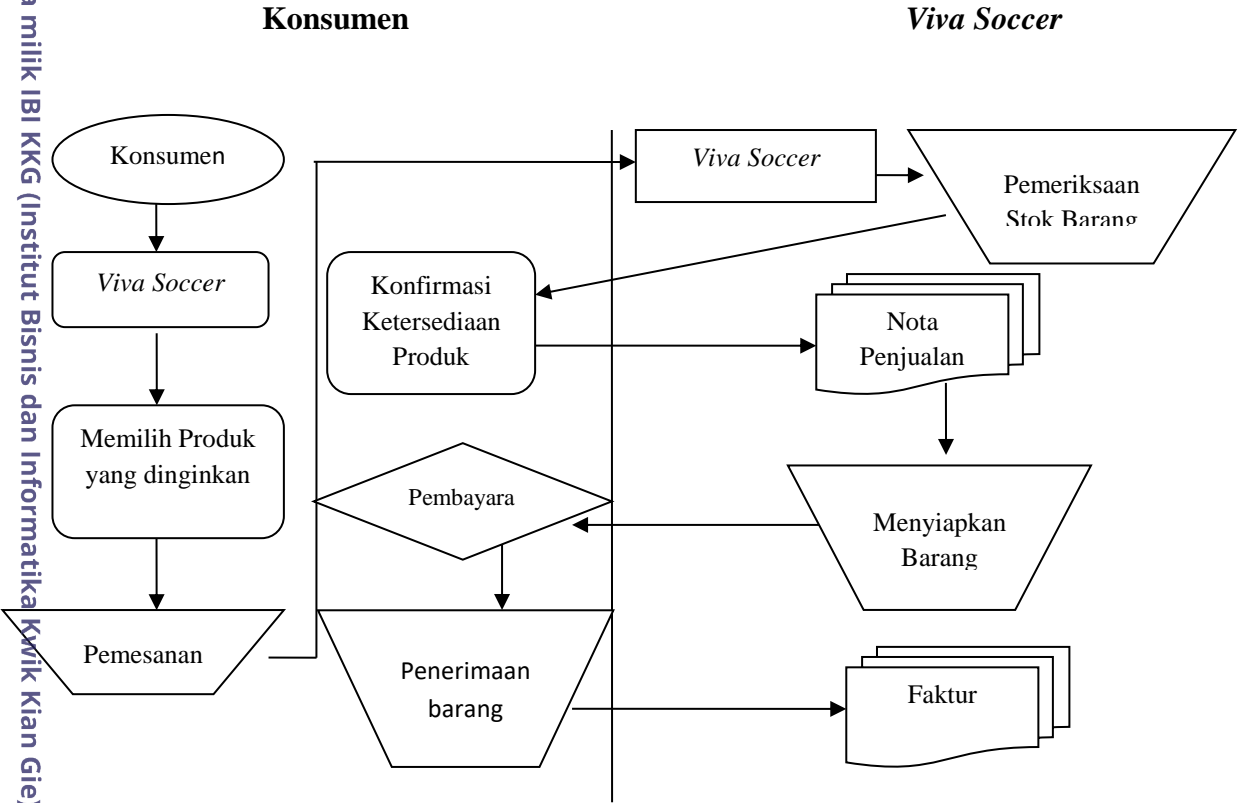 Konsumen
Viva Soccer
a milik IBI KKG (Institut Bisnis dan Informatika Kwik Kian Gie)
Konsumen
Viva Soccer
Memilih Produk
yang dinginkan
Pemesanan
Viva Soccer
Pemeriksaan
Stok Barang
Konfirmasi
Ketersediaan
Produk
Nota
Penjualan
Menyiapkan
Barang
Pembayara
Penerimaan
barang
Faktur